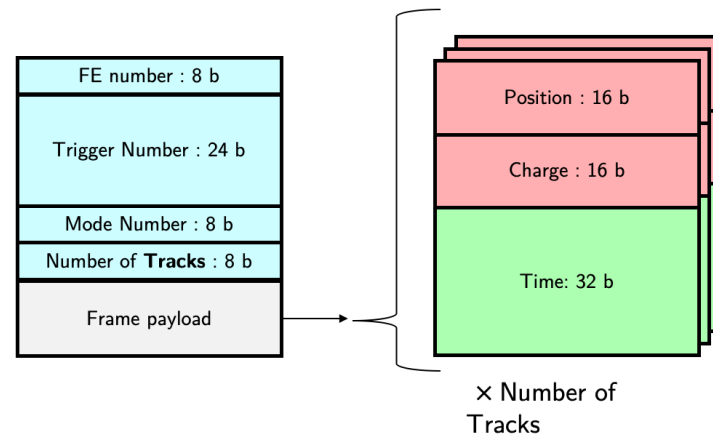 FE number : 8 b
Trigger Number : 24 b
Mode Number : 8 b
Number of Tracks : 8 b
Frame payload
Position : 16 b
Charge : 16 b
Time: 32 b
× Number of
Tracks